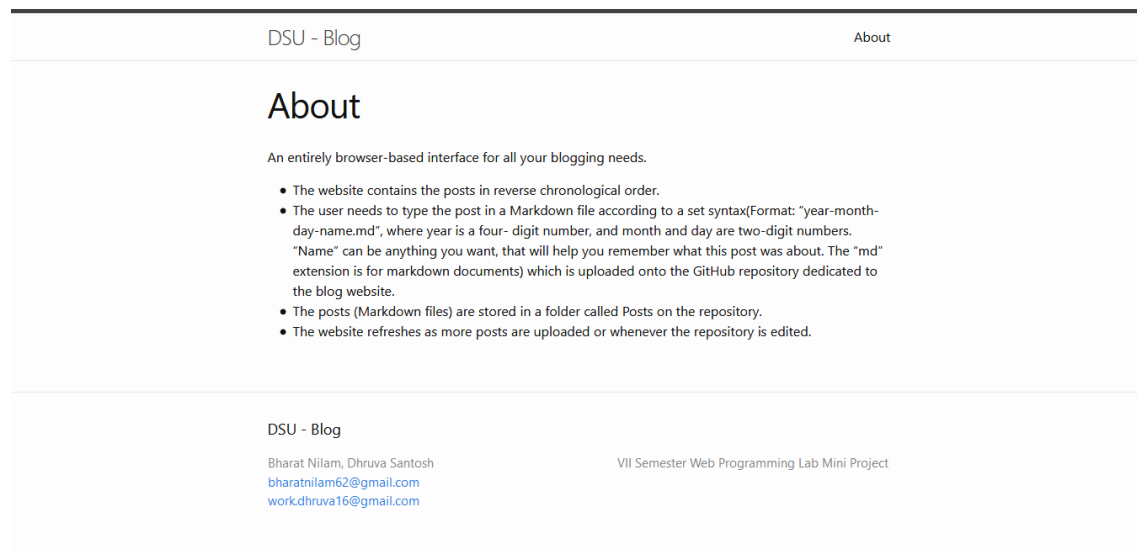 DSU - Blog
About
About
An entirely browser-based interface for all your blogging needs.
● The website contains the posts in reverse chronological order.
● The user needs to type the post in a Markdown file according to a set syntax(Format: “year-month-
day-name.md”, where year is a four- digit number, and month and day are two-digit numbers.
“Name” can be anything you want, that will help you remember what this post was about. The “md”
extension is for markdown documents) which is uploaded onto the GitHub repository dedicated to
the blog website.
● The posts (Markdown files) are stored in a folder called Posts on the repository.
● The website refreshes as more posts are uploaded or whenever the repository is edited.
DSU - Blog
Bharat Nilam, Dhruva Santosh
bharatnilam62@gmail.com
work.dhruva16@gmail.com
VII Semester Web Programming Lab Mini Project